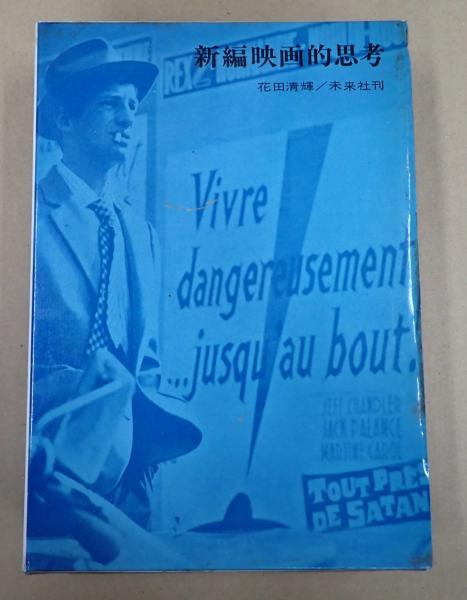 新編映画的思考
花田清輝／未来社刊
REX
Vivre
dangereusement
...jusqu'au bout!
JEFF CHANDLER
JACK PALANCE
MARTINE CAROL
TOUT PRÈS
DE SATAN